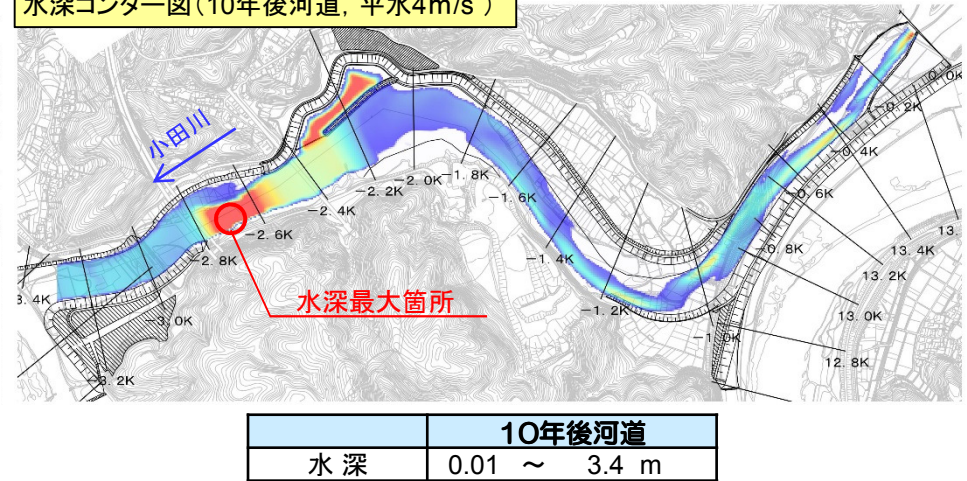 水深コンター図(10年後河道, 平水4m/s )
小田川
0.0K
-0.2K
-0.4K
-0.6K
-0.8K
-1.0K
-1.2K
-1.4K
-1.6K
-1.8K
-2.0K
-2.2K
-2.4K
-2.6K
-2.8K
-3.0K
-3.2K
3.4K
13.
13.4K
13.2K
13.0K
12.8K
水深最大箇所
10年後河道
水 深 0.01 ～ 3.4 m